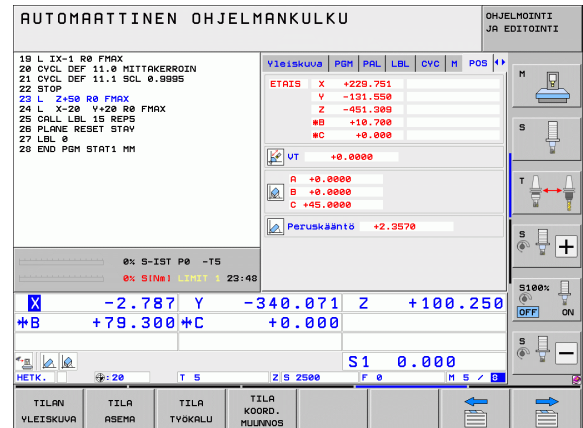 AUTOMAATTINEN OHJELMANKULKU
OHJELMOINTI
JA EDITOINTI
19 L IX-1 R0 FMAX
20 CYCL DEF 11.0 MITTAKERROIN
21 CYCL DEF 11.1 SCL 0.9995
22 STOP
23 L Z+50 R0 FMAX
24 L X-20 Y+20 R0 FMAX
25 CALL LBL 15 REP5
26 PLANE RESET STAY
27 LBL 0
28 END PGM STAT1 MM
Yleiskuva PGM PAL LBL CYC M POS
ETAIS X +229.751
Y -131.550
Z -451.309
*B +10.700
*C +0.000
VT +0.0000
A +0.0000
B +0.0000
C +45.0000
Peruskääntö +2.3570
0% S-IST P0 -T5
0% S[Nm] LIMIT 1 23:48
X -2.787 Y -340.071 Z +100.250
*B +79.300 *C +0.000
S1 0.000
HETK. : 20 T 5 Z S 2500 F 0 M 5 / 8
M
S
T
S
S100%
OFF ON
S
TILAN
YLEISKUVA
TILA
ASEMA
TILA
TYÖKALU
TILA
KOORD.
MUUNNOS